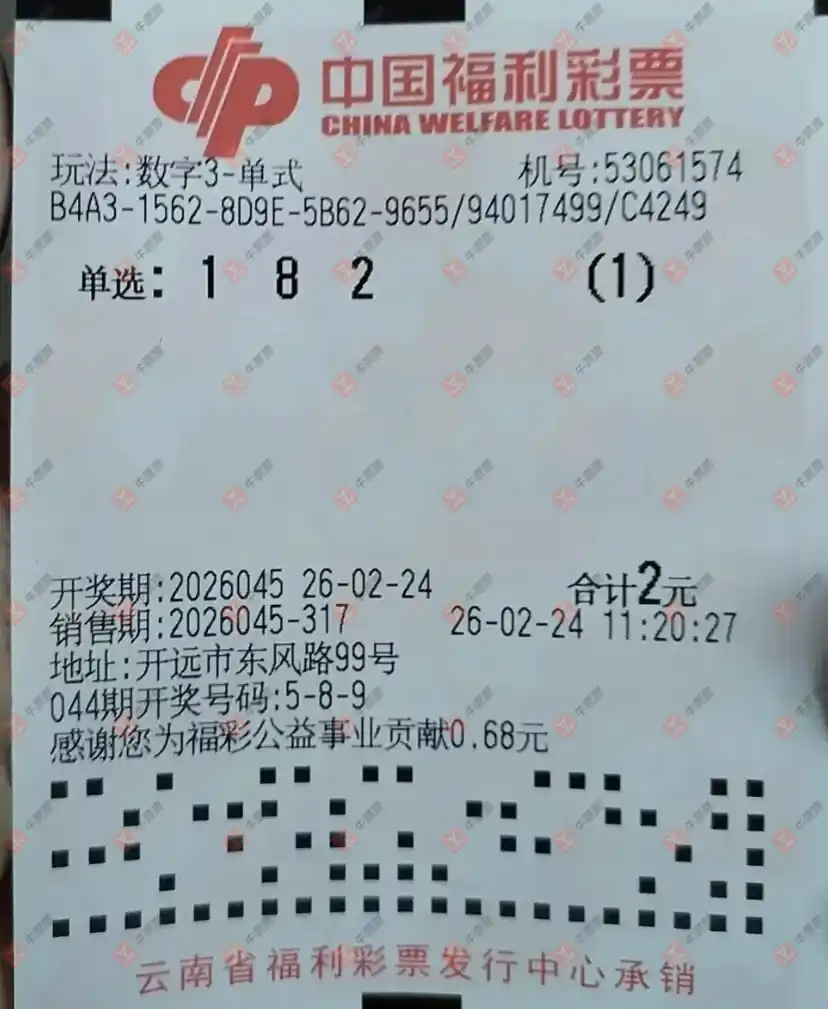 中国福利彩票
CHINA WELFARE LOTTERY
玩法:数字3-单式 机号:53061574
B4A3-1562-8D9E-5B62-9655/94017499/C4249
单选: 1 8 2 (1)
开奖期:2026045 26-02-24 合计2元
销售期:2026045-317 26-02-24 11:20:27
地址:开远市东风路99号
044期开奖号码:5-8-9
感谢您为福彩公益事业贡献0.68元
云南省福利彩票发行中心承销